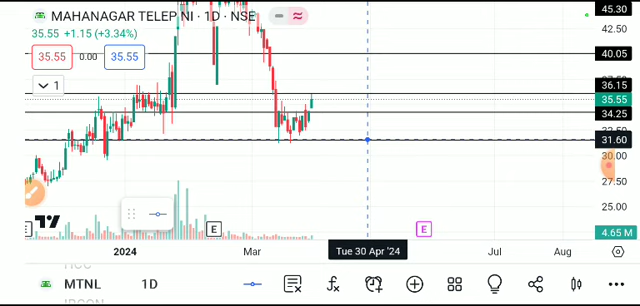 MAHANAGAR TELEP NI · 1D · NSE
35.55 +1.15 (+3.34%)
35.55 0.00 35.55
1
45.30
42.50
40.05
36.15
35.55
34.25
31.60
30.00
27.50
25.00
4.65 M
E E
2024 Mar Tue 30 Apr '24 Jul Aug
MTNL 1D